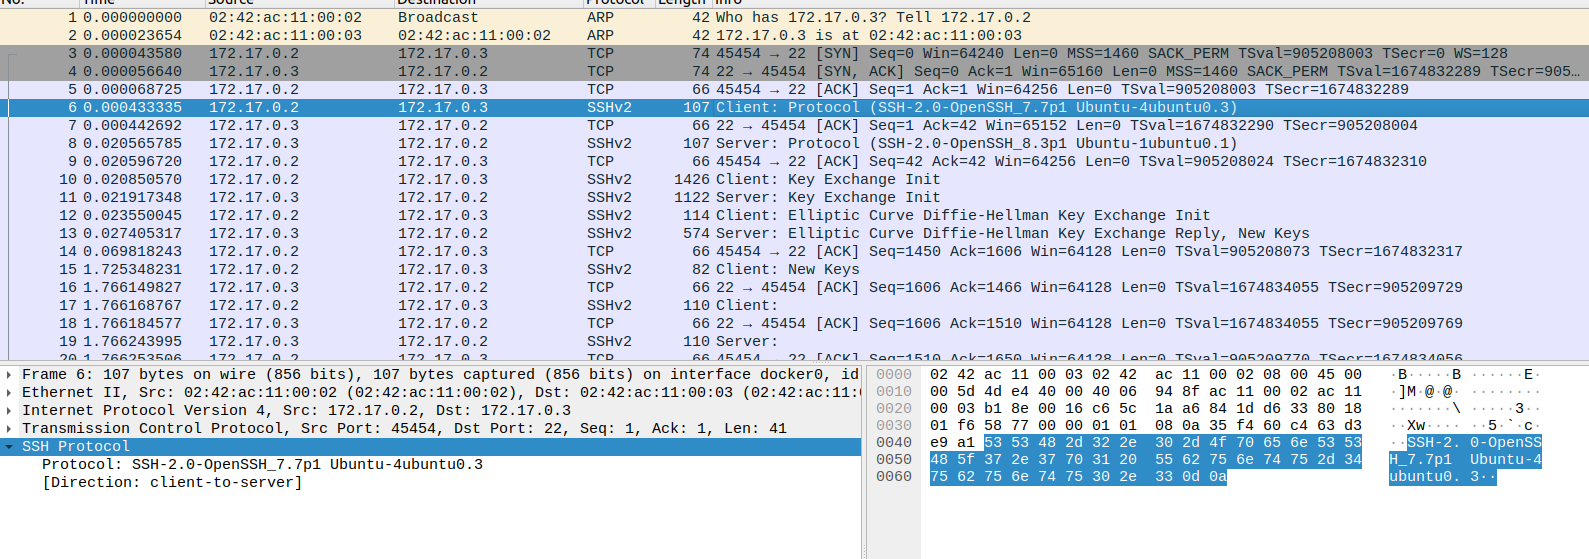 No. Time Source Destination Protocol Length Info
1 0.000000000 02:42:ac:11:00:02 Broadcast ARP 42 Who has 172.17.0.3? Tell 172.17.0.2
2 0.000023654 02:42:ac:11:00:03 02:42:ac:11:00:02 ARP 42 172.17.0.3 is at 02:42:ac:11:00:03
3 0.000043580 172.17.0.2 172.17.0.3 TCP 74 45454 → 22 [SYN] Seq=0 Win=64240 Len=0 MSS=1460 SACK_PERM TSval=905208003 TSecr=0 WS=128
4 0.000056640 172.17.0.3 172.17.0.2 TCP 74 22 → 45454 [SYN, ACK] Seq=0 Ack=1 Win=65160 Len=0 MSS=1460 SACK_PERM TSval=1674832289 TSecr=905…
5 0.000068725 172.17.0.2 172.17.0.3 TCP 66 45454 → 22 [ACK] Seq=1 Ack=1 Win=64256 Len=0 TSval=905208003 TSecr=1674832289
6 0.000433335 172.17.0.2 172.17.0.3 SSHv2 107 Client: Protocol (SSH-2.0-OpenSSH_7.7p1 Ubuntu-4ubuntu0.3)
7 0.000442692 172.17.0.3 172.17.0.2 TCP 66 22 → 45454 [ACK] Seq=1 Ack=42 Win=65152 Len=0 TSval=1674832290 TSecr=905208004
8 0.020565785 172.17.0.3 172.17.0.2 SSHv2 107 Server: Protocol (SSH-2.0-OpenSSH_8.3p1 Ubuntu-1ubuntu0.1)
9 0.020596720 172.17.0.2 172.17.0.3 TCP 66 45454 → 22 [ACK] Seq=42 Ack=42 Win=64256 Len=0 TSval=905208024 TSecr=1674832310
10 0.020850570 172.17.0.2 172.17.0.3 SSHv2 1426 Client: Key Exchange Init
11 0.021917348 172.17.0.3 172.17.0.2 SSHv2 1122 Server: Key Exchange Init
12 0.023550045 172.17.0.2 172.17.0.3 SSHv2 114 Client: Elliptic Curve Diffie-Hellman Key Exchange Init
13 0.027405317 172.17.0.3 172.17.0.2 SSHv2 574 Server: Elliptic Curve Diffie-Hellman Key Exchange Reply, New Keys
14 0.069818243 172.17.0.2 172.17.0.3 TCP 66 45454 → 22 [ACK] Seq=1450 Ack=1606 Win=64128 Len=0 TSval=905208073 TSecr=1674832317
15 1.725348231 172.17.0.2 172.17.0.3 SSHv2 82 Client: New Keys
16 1.766149827 172.17.0.3 172.17.0.2 TCP 66 22 → 45454 [ACK] Seq=1606 Ack=1466 Win=64128 Len=0 TSval=1674834055 TSecr=905209729
17 1.766168767 172.17.0.2 172.17.0.3 SSHv2 110 Client:
18 1.766184577 172.17.0.3 172.17.0.2 TCP 66 22 → 45454 [ACK] Seq=1606 Ack=1510 Win=64128 Len=0 TSval=1674834055 TSecr=905209769
19 1.766243995 172.17.0.3 172.17.0.2 SSHv2 110 Server:
20 1.766253506 172.17.0.2 172.17.0.3 TCP 66 45454 → 22 [ACK] Seq=1510 Ack=1650 Win=64128 Len=0 TSval=905209770 TSecr=1674834056
Frame 6: 107 bytes on wire (856 bits), 107 bytes captured (856 bits) on interface docker0, id
Ethernet II, Src: 02:42:ac:11:00:02 (02:42:ac:11:00:02), Dst: 02:42:ac:11:00:03 (02:42:ac:11:0
Internet Protocol Version 4, Src: 172.17.0.2, Dst: 172.17.0.3
Transmission Control Protocol, Src Port: 45454, Dst Port: 22, Seq: 1, Ack: 1, Len: 41
SSH Protocol
Protocol: SSH-2.0-OpenSSH_7.7p1 Ubuntu-4ubuntu0.3
[Direction: client-to-server]
0000 02 42 ac 11 00 03 02 42 ac 11 00 02 08 00 45 00 ·B·····B ······E·
0010 00 5d 4d e4 40 00 40 06 94 8f ac 11 00 02 ac 11 ·]M·@·@· ········
0020 00 03 b1 8e 00 16 c6 5c 1a a6 84 1d d6 33 80 18 ·······\ ·····3··
0030 01 f6 58 77 00 00 01 01 08 0a 35 f4 60 c4 63 d3 ··Xw···· ··5·`·c·
0040 e9 a1 53 53 48 2d 32 2e 30 2d 4f 70 65 6e 53 53 ··SSH-2. 0-OpenSS
0050 48 5f 37 2e 37 70 31 20 55 62 75 6e 74 75 2d 34 H_7.7p1 Ubuntu-4
0060 75 62 75 6e 74 75 30 2e 33 0d 0a ubuntu0. 3··